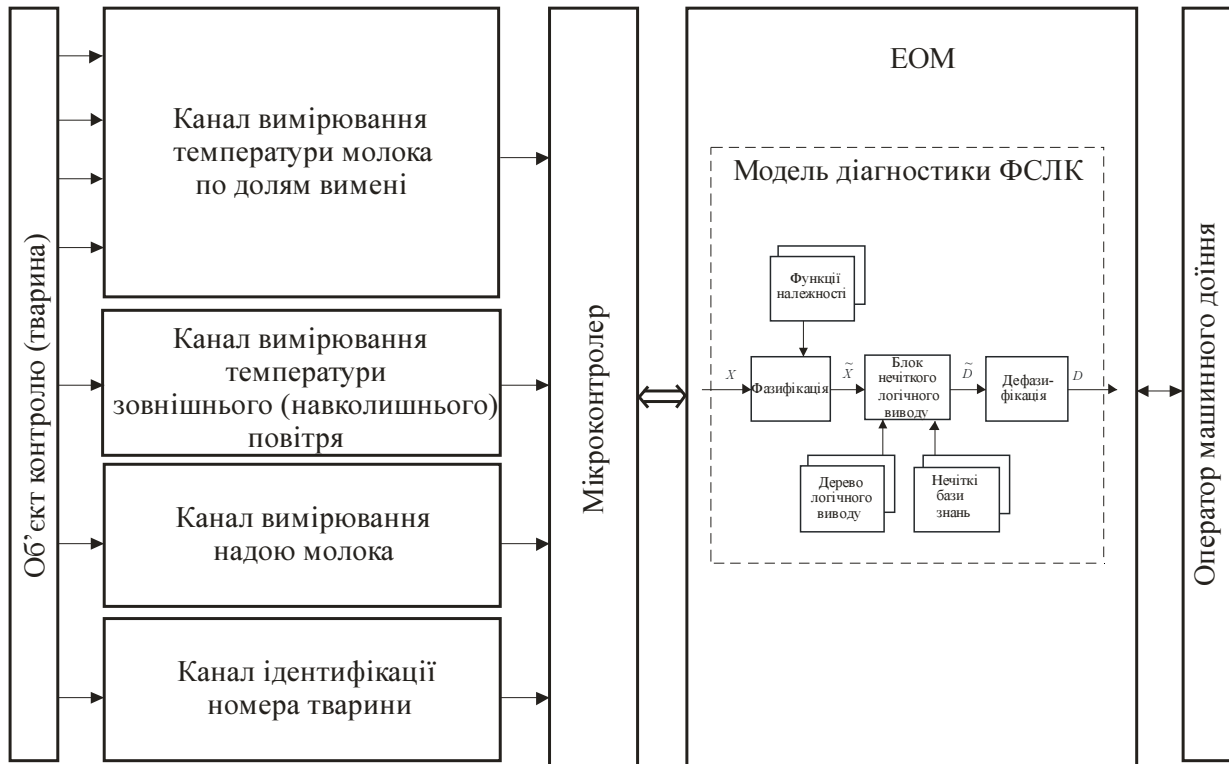 Об’єкт контролю (тварина)
Канал вимірювання
температури молока
по долям вимені
Канал вимірювання
температури
зовнішнього (навколишнього)
повітря
Канал вимірювання
надою молока
Канал ідентифікації
номера тварини
Мікроконтролер
ЕОМ
Модель діагностики ФСЛК
Функції
належності
X
Фазифікація
X̃
Блок
нечіткого
логічного
виводу
D̃
Дефази-
фікація
D
Дерево
логічного
виводу
Нечіткі
бази
знань
Оператор машинного доїння